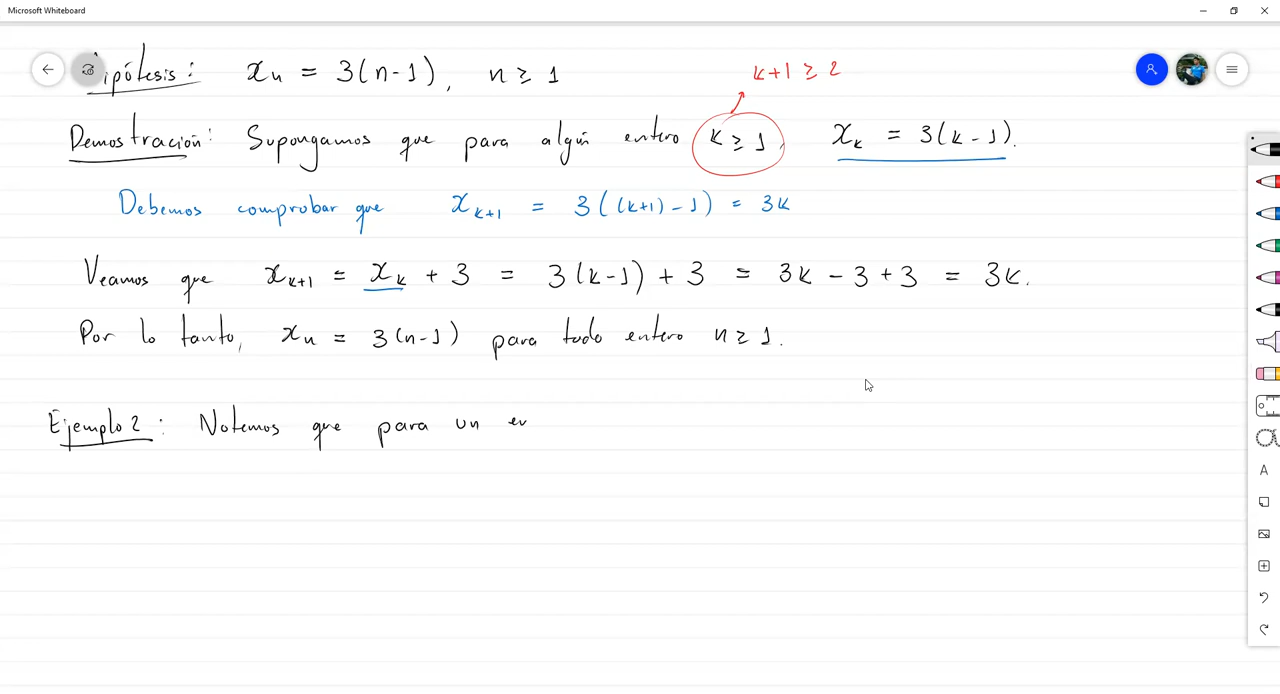 Microsoft Whiteboard
ipótesis: xₙ = 3(n-1), n ≥ 1
k+1 ≥ 2
Demostración: Supongamos que para algún entero k ≥ 1, xₖ = 3(k-1).
Debemos comprobar que xₖ₊₁ = 3((k+1)-1) = 3k
Veamos que xₖ₊₁ = xₖ + 3 = 3(k-1) + 3 = 3k - 3 + 3 = 3k.
Por lo tanto, xₙ = 3(n-1) para todo entero n ≥ 1.
Ejemplo 2: Notemos que para un en
A